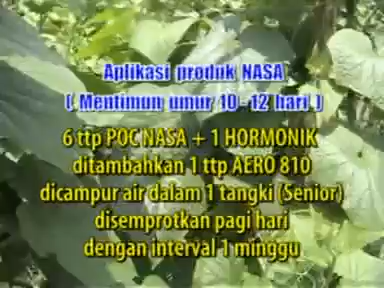 Aplikasi produk NASA
( Mentimun umur 10 - 12 hari )
6 ttp POC NASA + 1 HORMONIK
ditambahkan 1 ttp AERO 810
dicampur air dalam 1 tangki (Senior)
disemprotkan pagi hari
dengan interval 1 minggu